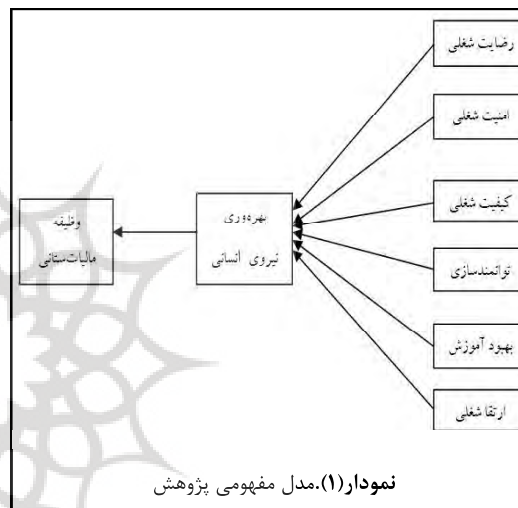 رضایت شغلی
امنیت شغلی
کیفیت شغلی
توانمندسازی
بهبود آموزش
ارتقا شغلی
بهره‌وری
نیروی انسانی
وظیفه
مالیات‌ستانی
نمودار(۱).مدل مفهومی پژوهش